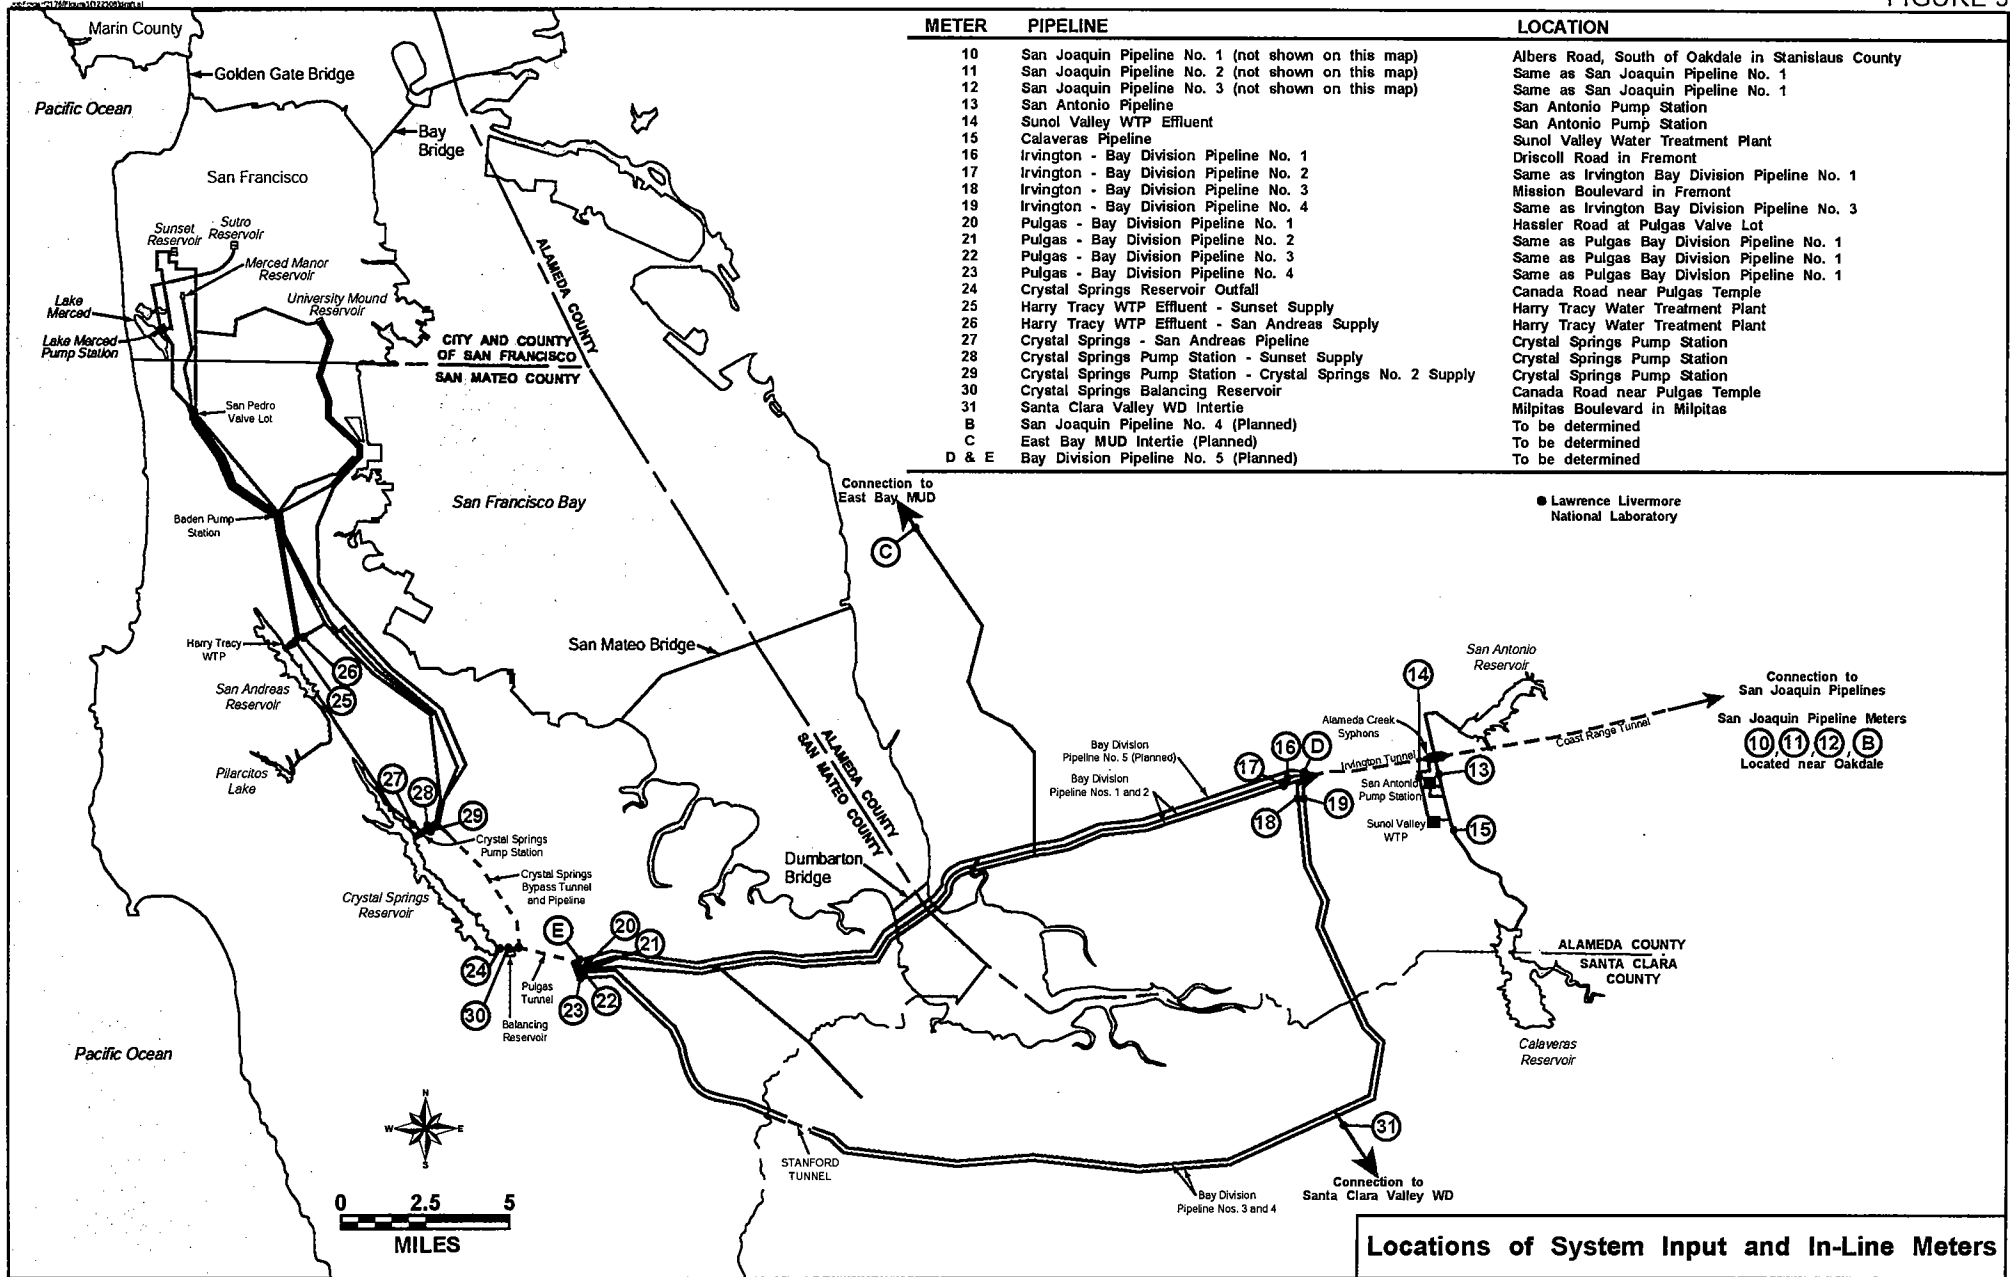 FIGURE 3
METER PIPELINE LOCATION
10 San Joaquin Pipeline No. 1 (not shown on this map) Albers Road, South of Oakdale in Stanislaus County
11 San Joaquin Pipeline No. 2 (not shown on this map) Same as San Joaquin Pipeline No. 1
12 San Joaquin Pipeline No. 3 (not shown on this map) Same as San Joaquin Pipeline No. 1
13 San Antonio Pipeline San Antonio Pump Station
14 Sunol Valley WTP Effluent San Antonio Pump Station
15 Calaveras Pipeline Sunol Valley Water Treatment Plant
16 Irvington - Bay Division Pipeline No. 1 Driscoll Road in Fremont
17 Irvington - Bay Division Pipeline No. 2 Same as Irvington Bay Division Pipeline No. 1
18 Irvington - Bay Division Pipeline No. 3 Mission Boulevard in Fremont
19 Irvington - Bay Division Pipeline No. 4 Same as Irvington Bay Division Pipeline No. 3
20 Pulgas - Bay Division Pipeline No. 1 Hassler Road at Pulgas Valve Lot
21 Pulgas - Bay Division Pipeline No. 2 Same as Pulgas Bay Division Pipeline No. 1
22 Pulgas - Bay Division Pipeline No. 3 Same as Pulgas Bay Division Pipeline No. 1
23 Pulgas - Bay Division Pipeline No. 4 Same as Pulgas Bay Division Pipeline No. 1
24 Crystal Springs Reservoir Outfall Canada Road near Pulgas Temple
25 Harry Tracy WTP Effluent - Sunset Supply Harry Tracy Water Treatment Plant
26 Harry Tracy WTP Effluent - San Andreas Supply Harry Tracy Water Treatment Plant
27 Crystal Springs - San Andreas Pipeline Crystal Springs Pump Station
28 Crystal Springs Pump Station - Sunset Supply Crystal Springs Pump Station
29 Crystal Springs Pump Station - Crystal Springs No. 2 Supply Crystal Springs Pump Station
30 Crystal Springs Balancing Reservoir Canada Road near Pulgas Temple
31 Santa Clara Valley WD Intertie Milpitas Boulevard in Milpitas
B San Joaquin Pipeline No. 4 (Planned) To be determined
C East Bay MUD Intertie (Planned) To be determined
D & E Bay Division Pipeline No. 5 (Planned) To be determined
Marin County
Golden Gate Bridge
Pacific Ocean
Bay
Bridge
San Francisco
Sunset
Reservoir
Sutro
Reservoir
Merced Manor
Reservoir
University Mound
Reservoir
Lake
Merced
Lake Merced
Pump Station
ALAMEDA COUNTY
CITY AND COUNTY
OF SAN FRANCISCO
SAN MATEO COUNTY
San Pedro
Valve Lot
San Francisco Bay
Baden Pump
Station
Connection to
East Bay MUD
C
Lawrence Livermore
National Laboratory
San Mateo Bridge
Harry Tracy
WTP
26
25
San Andreas
Reservoir
Pilarcitos
Lake
27
28
29
Crystal Springs
Pump Station
Crystal Springs
Bypass Tunnel
and Pipeline
Crystal Springs
Reservoir
ALAMEDA COUNTY
SAN MATEO COUNTY
Dumbarton
Bridge
E
20
21
24
30
23
22
Pulgas
Tunnel
Balancing
Reservoir
Bay Division
Pipeline No. 5 (Planned)
Bay Division
Pipeline Nos. 1 and 2
17
16
D
18
19
Irvington Tunnel
14
San Antonio
Reservoir
Alameda Creek
Syphons
San Antonio
Pump Station
13
Sunol Valley
WTP
15
Coast Range Tunnel
Connection to
San Joaquin Pipelines
San Joaquin Pipeline Meters
10, 11, 12, B
Located near Oakdale
ALAMEDA COUNTY
SANTA CLARA
COUNTY
Calaveras
Reservoir
Pacific Ocean
N
W E
S
0 2.5 5
MILES
STANFORD
TUNNEL
31
Connection to
Santa Clara Valley WD
Bay Division
Pipeline Nos. 3 and 4
Locations of System Input and In-Line Meters